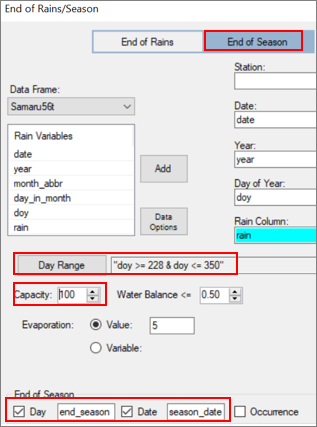 End of Rains/Season
End of Rains
End of Season
Station:
Data Frame:
Samaru56t
Date:
date
Rain Variables
date
year
month_abbr
day_in_month
doy
rain
Add
Data
Options
Year:
year
Day of Year:
doy
Rain Column:
rain
Day Range
"doy >= 228 & doy <= 350"
Capacity: 100
Water Balance <= 0.50
Evaporation: Value: 5
Variable:
End of Season
Day end_season Date season_date Occurrence